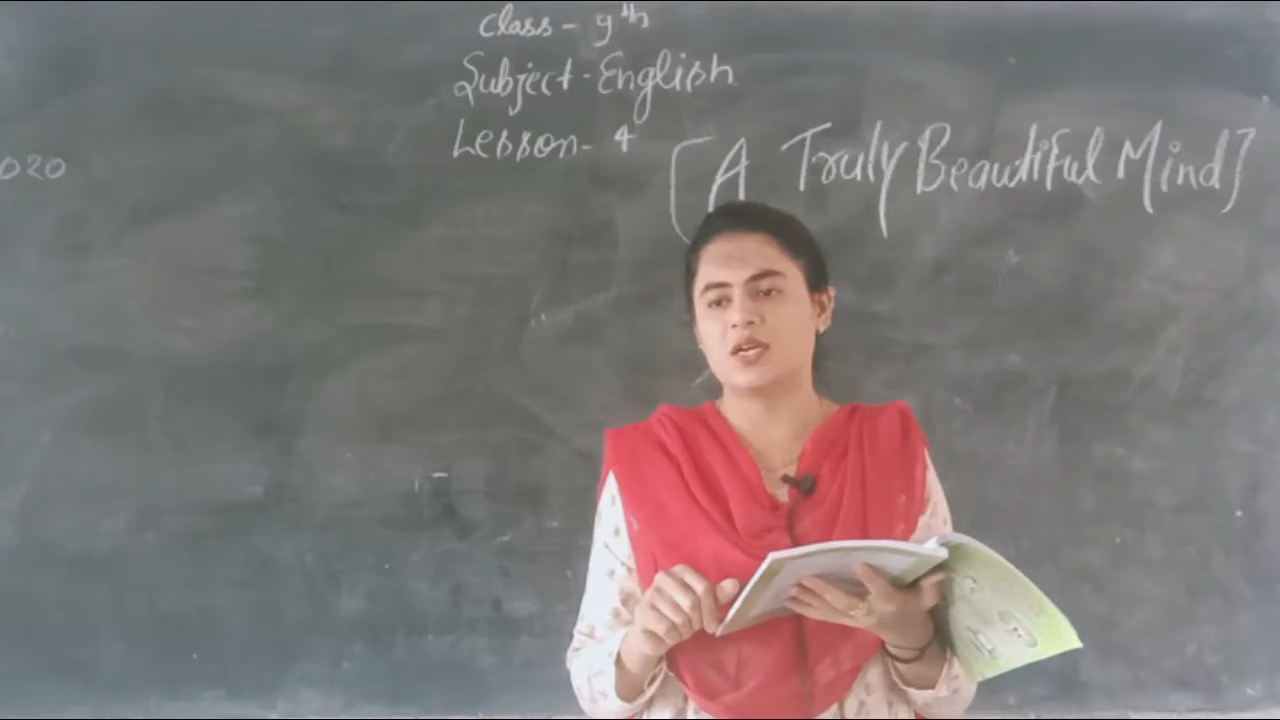 Class - 9th
Subject - English
Lesson - 4
[A Truly Beautiful Mind]
020